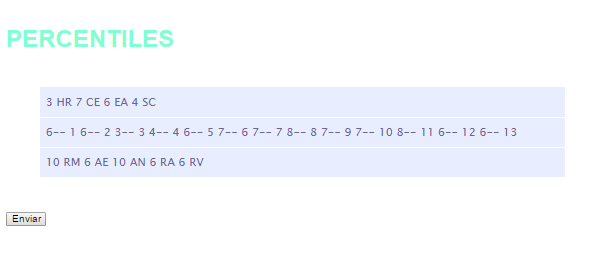 PERCENTILES
3 HR 7 CE 6 EA 4 SC
6-- 1 6-- 2 3-- 3 4-- 4 6-- 5 7-- 6 7-- 7 8-- 8 7-- 9 7-- 10 8-- 11 6-- 12 6-- 13
10 RM 6 AE 10 AN 6 RA 6 RV
Enviar